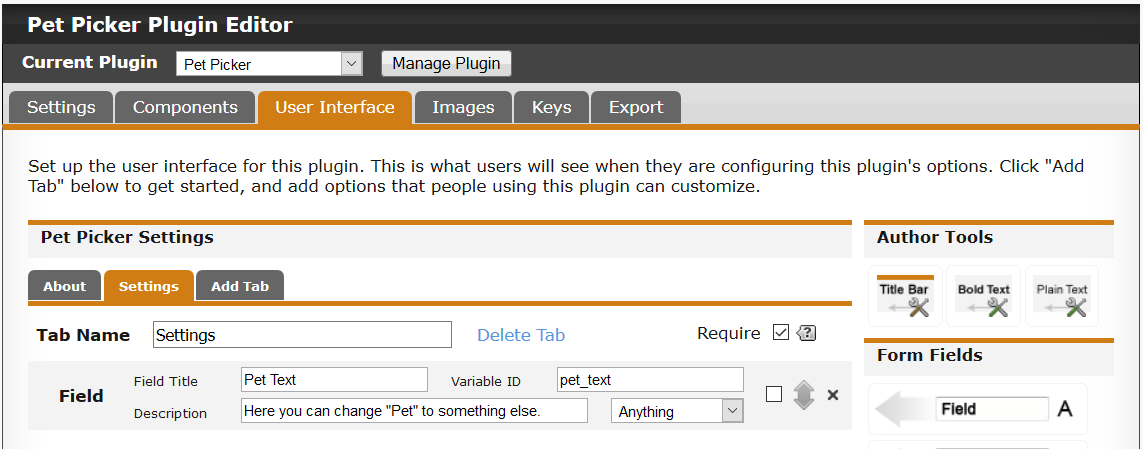 Pet Picker Plugin Editor
Current Plugin Pet Picker Manage Plugin
Settings Components User Interface Images Keys Export
Set up the user interface for this plugin. This is what users will see when they are configuring this plugin's options. Click "Add
Tab" below to get started, and add options that people using this plugin can customize.
Pet Picker Settings
About Settings Add Tab
Tab Name Settings Delete Tab Require ?
Field
Field Title Pet Text Variable ID pet_text
Description Here you can change "Pet" to something else. Anything
Author Tools
Title Bar Bold Text Plain Text
Form Fields
Field A